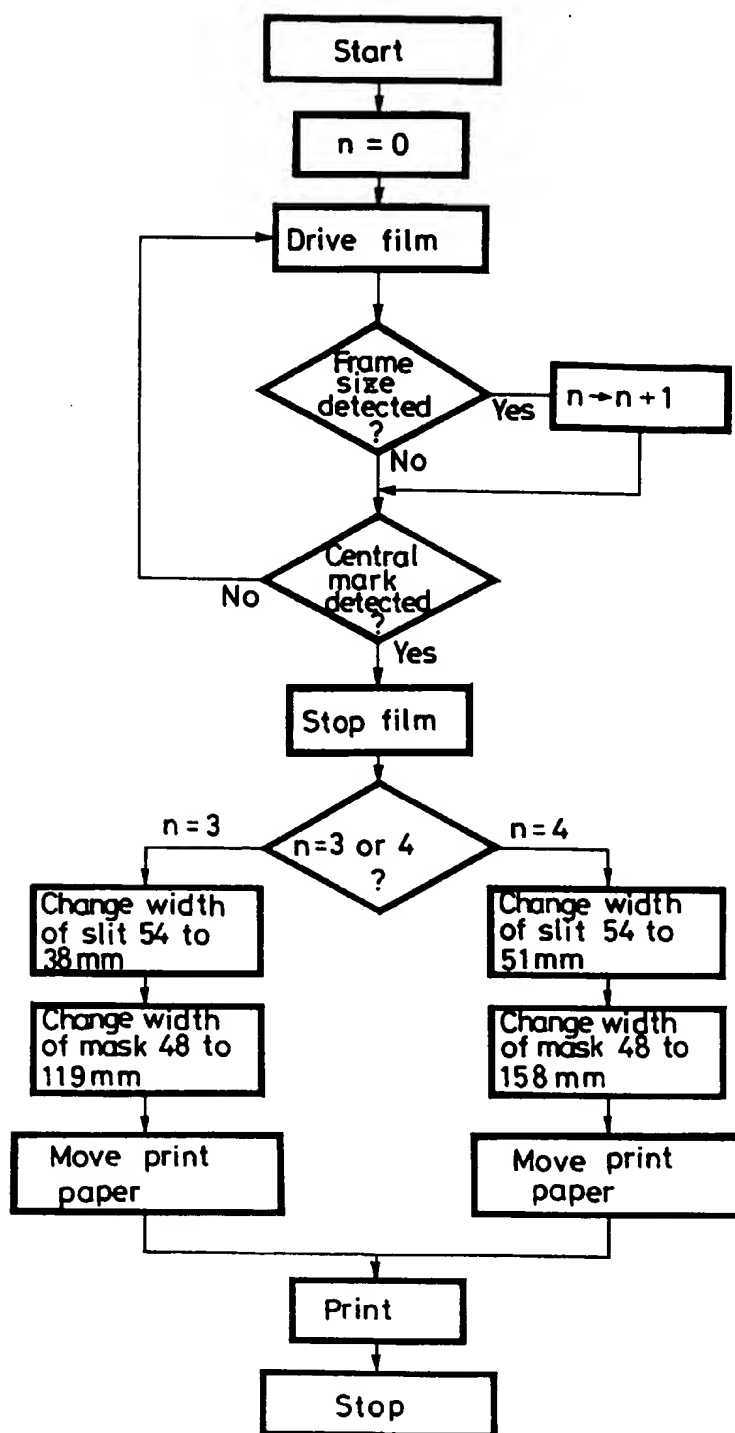 Start
n = 0
Drive film
Frame
size
detected
?
Yes
n→n+1
No
Central
mark
detected
?
No
Yes
Stop film
n=3
n=3 or 4
?
n=4
Change width
of slit 54 to
38mm
Change width
of slit 54 to
51mm
Change width
of mask 48 to
119mm
Change width
of mask 48 to
158mm
Move print
paper
Move print
paper
Print
Stop